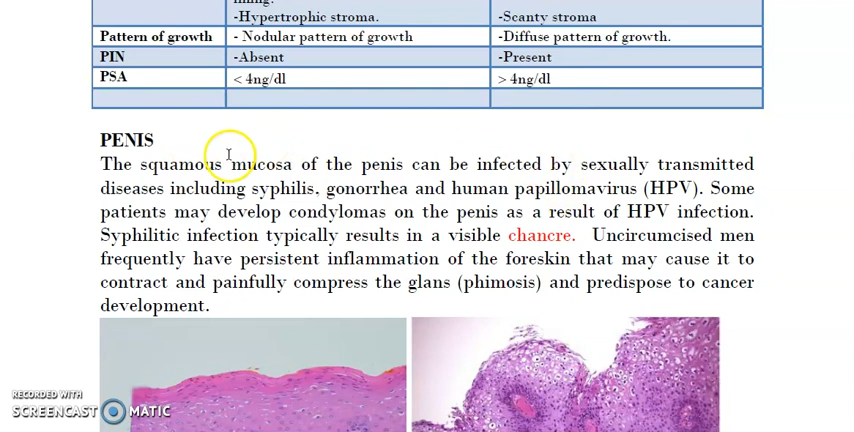 lining.
-Hypertrophic stroma. -Scanty stroma
Pattern of growth - Nodular pattern of growth -Diffuse pattern of growth.
PIN -Absent -Present
PSA < 4ng/dl > 4ng/dl
PENIS
The squamous mucosa of the penis can be infected by sexually transmitted
diseases including syphilis, gonorrhea and human papillomavirus (HPV). Some
patients may develop condylomas on the penis as a result of HPV infection.
Syphilitic infection typically results in a visible chancre. Uncircumcised men
frequently have persistent inflammation of the foreskin that may cause it to
contract and painfully compress the glans (phimosis) and predispose to cancer
development.
RECORDED WITH
SCREENCAST MATIC